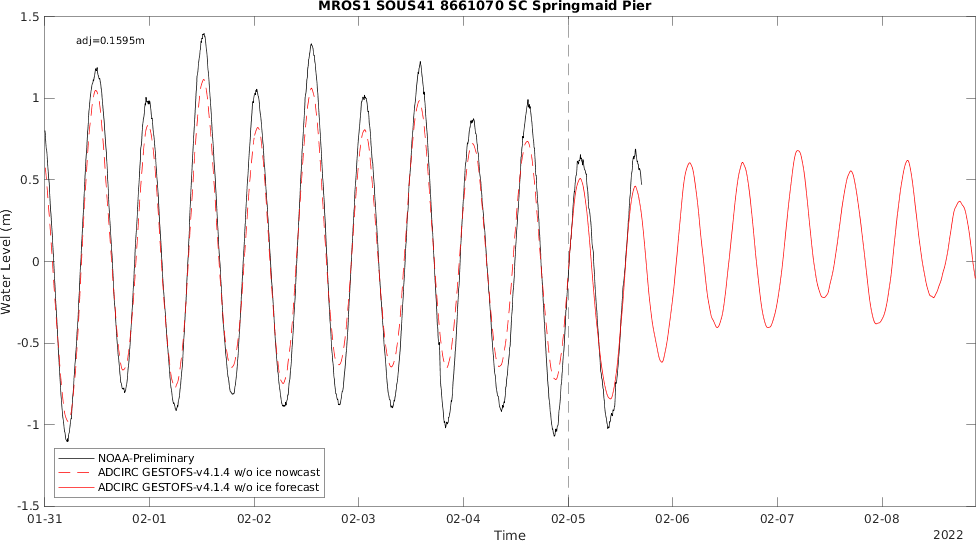 MROS1 SOUS41 8661070 SC Springmaid Pier
adj=0.1595m
1.5
1
0.5
0
-0.5
-1
-1.5
Water Level (m)
NOAA-Preliminary
ADCIRC GESTOFS-v4.1.4 w/o ice nowcast
ADCIRC GESTOFS-v4.1.4 w/o ice forecast
01-31 02-01 02-02 02-03 02-04 02-05 02-06 02-07 02-08
Time
2022